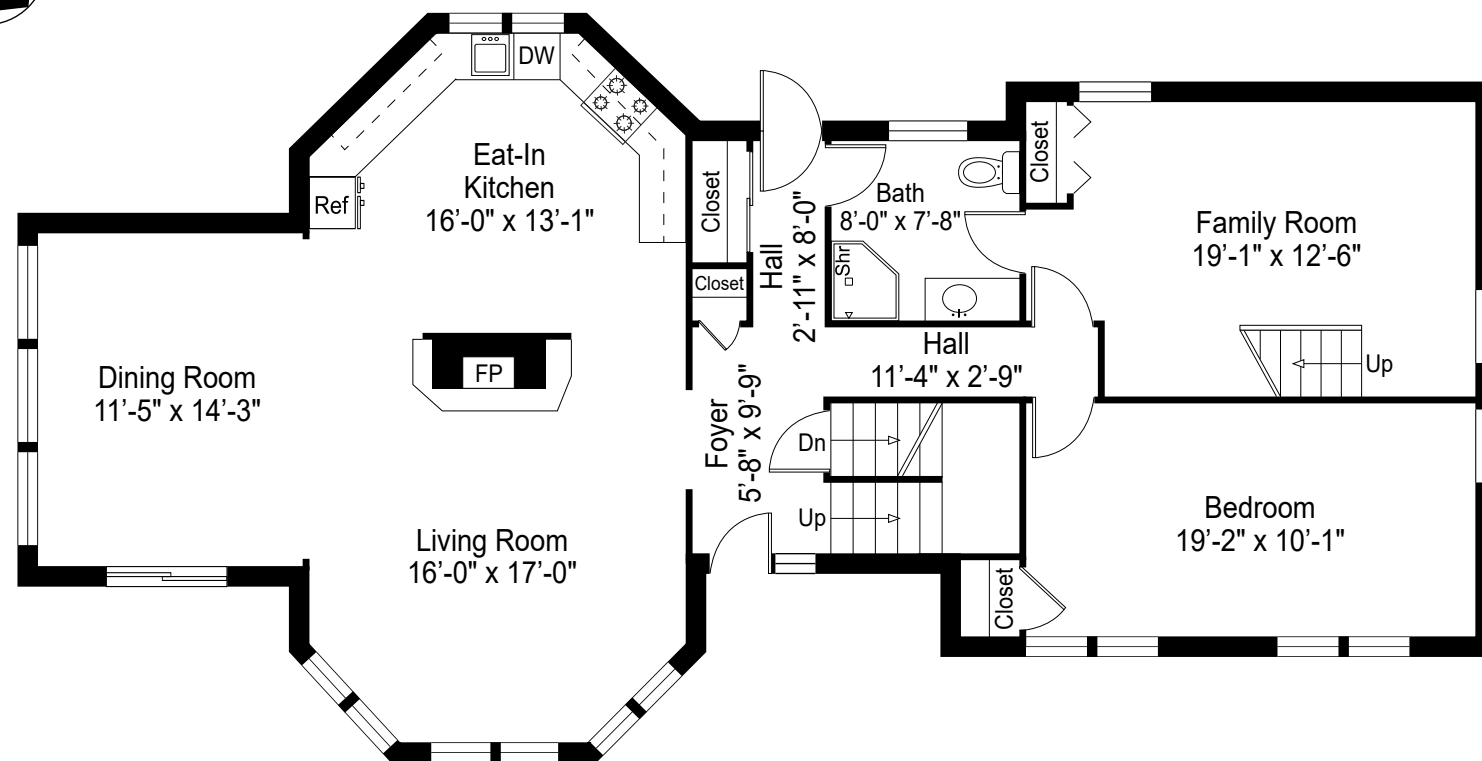 DW
Eat-In
Kitchen
16’-0" x 13’-1"
Ref
Closet
Closet
Hall
2’-11" x 8’-0"
Bath
8’-0" x 7’-8"
Shr
Closet
Family Room
19’-1" x 12’-6"
Up
Hall
11’-4" x 2’-9"
Dining Room
11’-5" x 14’-3"
FP
Foyer
5’-8" x 9’-9"
Dn
Up
Living Room
16’-0" x 17’-0"
Bedroom
19’-2" x 10’-1"
Closet